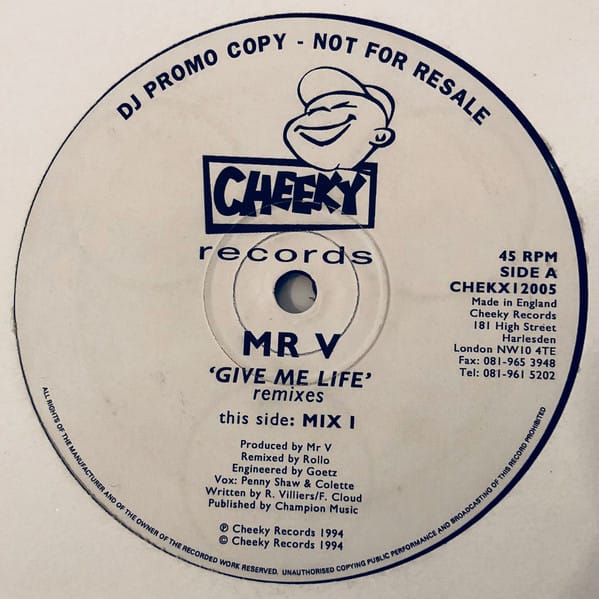 DJ PROMO COPY - NOT FOR RESALE
CHEEKY
records
45 RPM
SIDE A
CHEKX12005
Made in England
Cheeky Records
181 High Street
Harlesden
London NW10 4TE
Fax: 081-965 3948
Tel: 081-961 5202
MR V
‘GIVE ME LIFE’
remixes
this side: MIX 1
Produced by Mr V
Remixed by Rollo
Engineered by Goetz
Vox: Penny Shaw & Colette
Written by R. Villiers/F. Cloud
Published by Champion Music
℗ Cheeky Records 1994
© Cheeky Records 1994
ALL RIGHTS OF THE MANUFACTURER AND OF THE OWNER OF THE RECORDED WORK RESERVED. UNAUTHORISED COPYING PUBLIC PERFORMANCE AND BROADCASTING OF THIS RECORD PROHIBITED